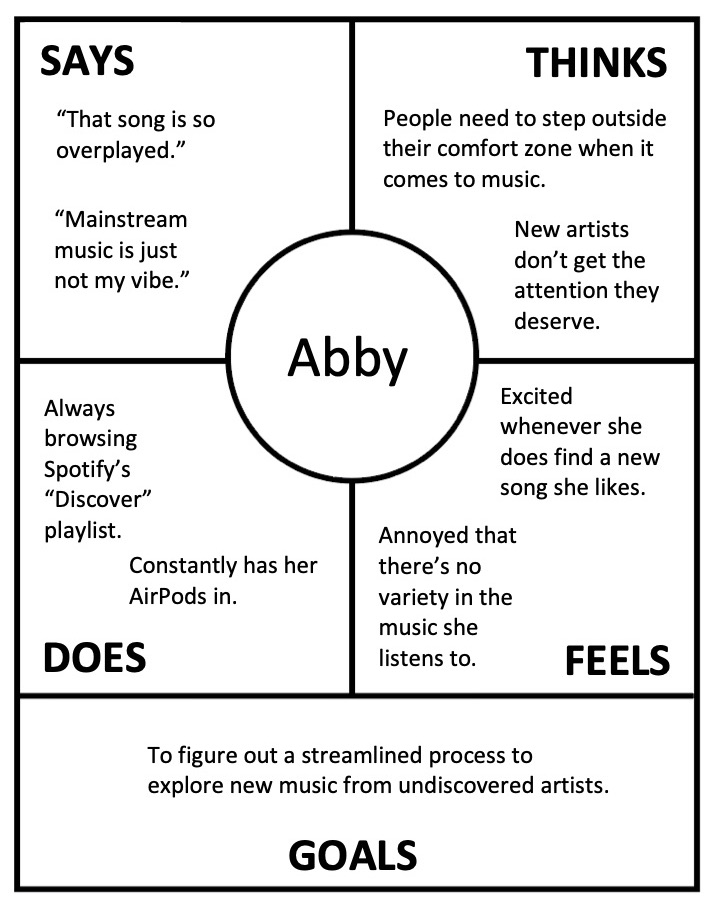 SAYS
“That song is so
overplayed.”
“Mainstream
music is just
not my vibe.”
THINKS
People need to step outside
their comfort zone when it
comes to music.
New artists
don’t get the
attention they
deserve.
Abby
Always
browsing
Spotify’s
“Discover”
playlist.
Constantly has her
AirPods in.
DOES
Excited
whenever she
does find a new
song she likes.
Annoyed that
there’s no
variety in the
music she
listens to.
FEELS
To figure out a streamlined process to
explore new music from undiscovered artists.
GOALS